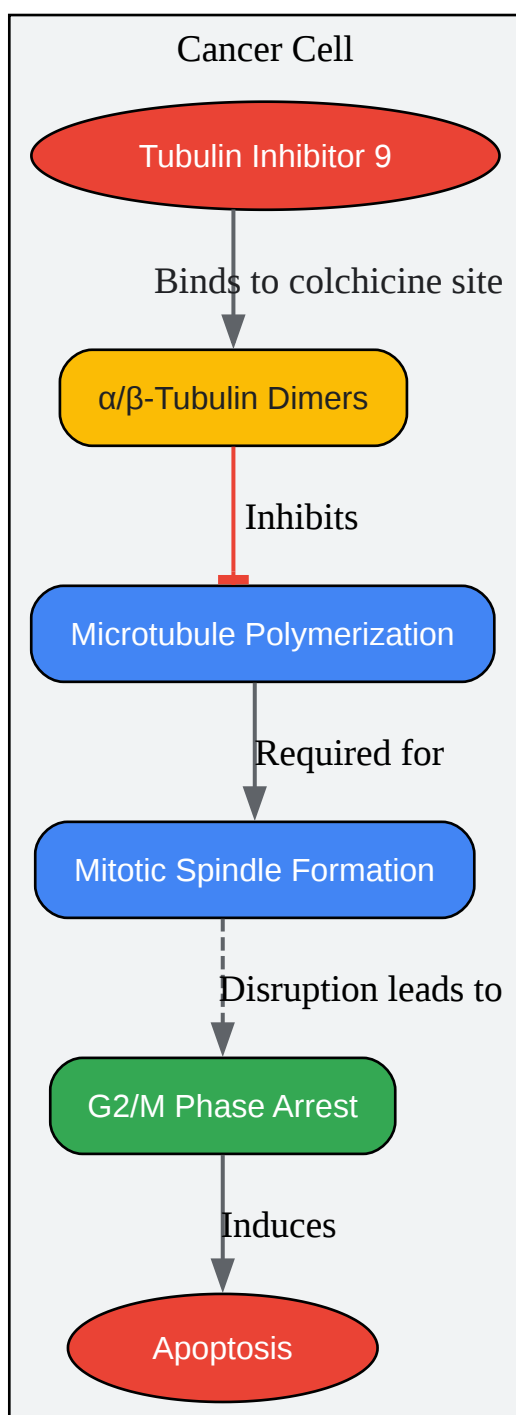 Cancer Cell
Tubulin Inhibitor 9
Binds to colchicine site
α/β-Tubulin Dimers
Inhibits
Microtubule Polymerization
Required for
Mitotic Spindle Formation
Disruption leads to
G2/M Phase Arrest
Induces
Apoptosis